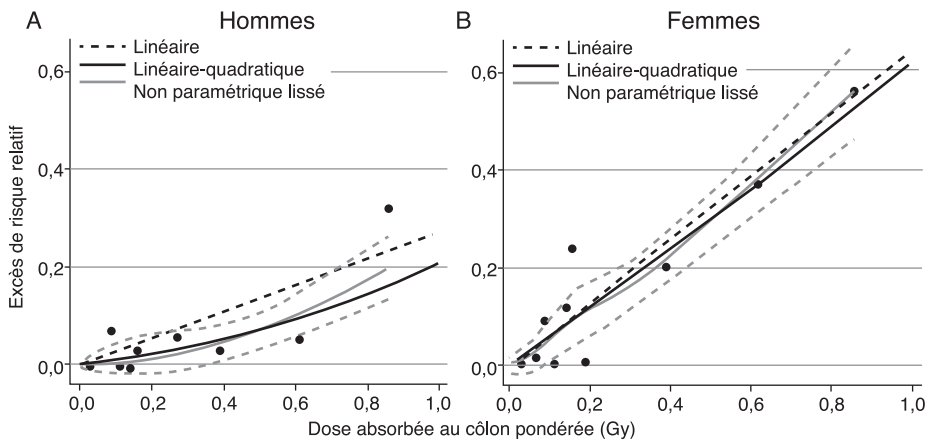 A
Hommes
Linéaire
Linéaire-quadratique
Non paramétrique lissé
0,6
0,4
0,2
0,0
0,0 0,2 0,4 0,6 0,8 1,0
B
Femmes
Linéaire
Linéaire-quadratique
Non paramétrique lissé
0,6
0,4
0,2
0,0
0,0 0,2 0,4 0,6 0,8 1,0
Excès de risque relatif
Dose absorbée au côlon pondérée (Gy)